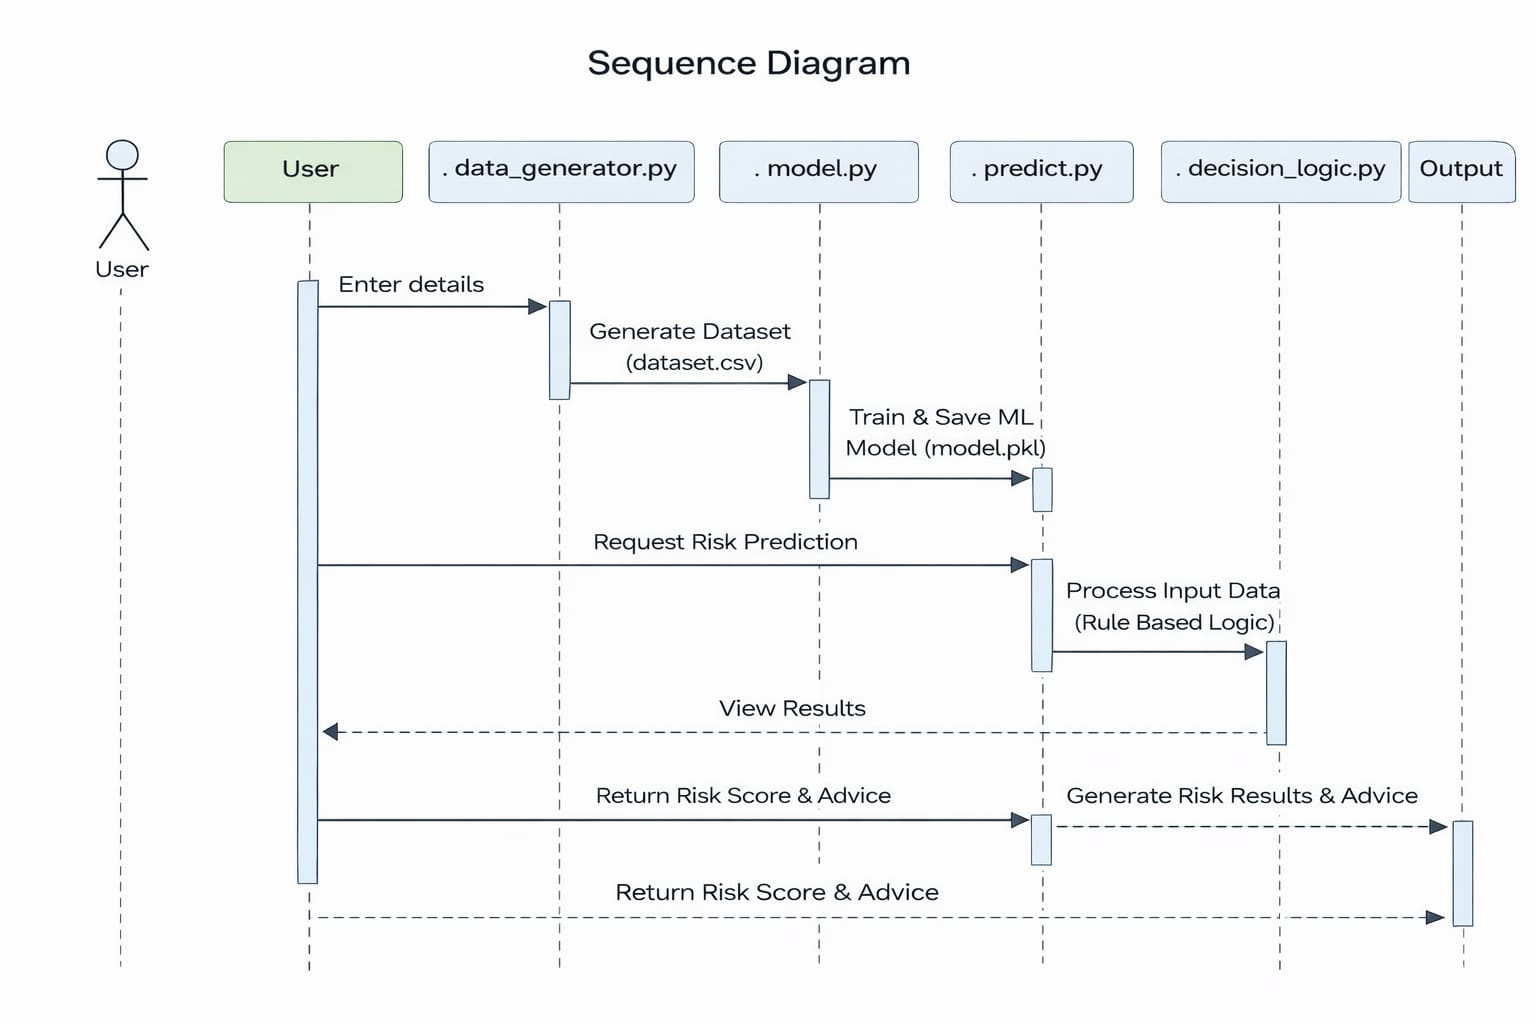 Sequence Diagram
User
User
. data_generator.py
. model.py
. predict.py
. decision_logic.py
Output
Enter details
Generate Dataset
(dataset.csv)
Train & Save ML
Model (model.pkl)
Request Risk Prediction
Process Input Data
(Rule Based Logic)
View Results
Return Risk Score & Advice
Generate Risk Results & Advice
Return Risk Score & Advice